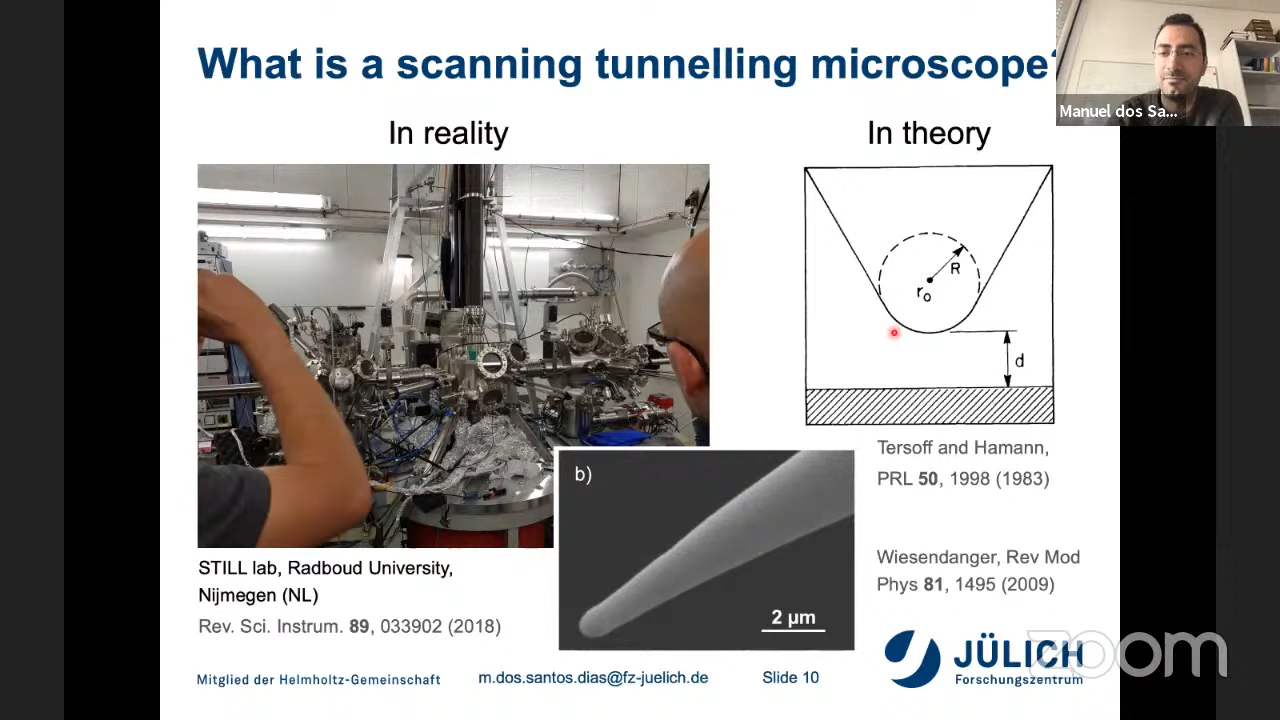 What is a scanning tunnelling microscope?
Manuel dos Sa...
In reality
In theory
R
r₀
d
b)
2 µm
Tersoff and Hamann,
PRL 50, 1998 (1983)
Wiesendanger, Rev Mod
Phys 81, 1495 (2009)
STILL lab, Radboud University,
Nijmegen (NL)
Rev. Sci. Instrum. 89, 033902 (2018)
JÜLICH
Forschungszentrum
zoom
Mitglied der Helmholtz-Gemeinschaft
m.dos.santos.dias@fz-juelich.de
Slide 10